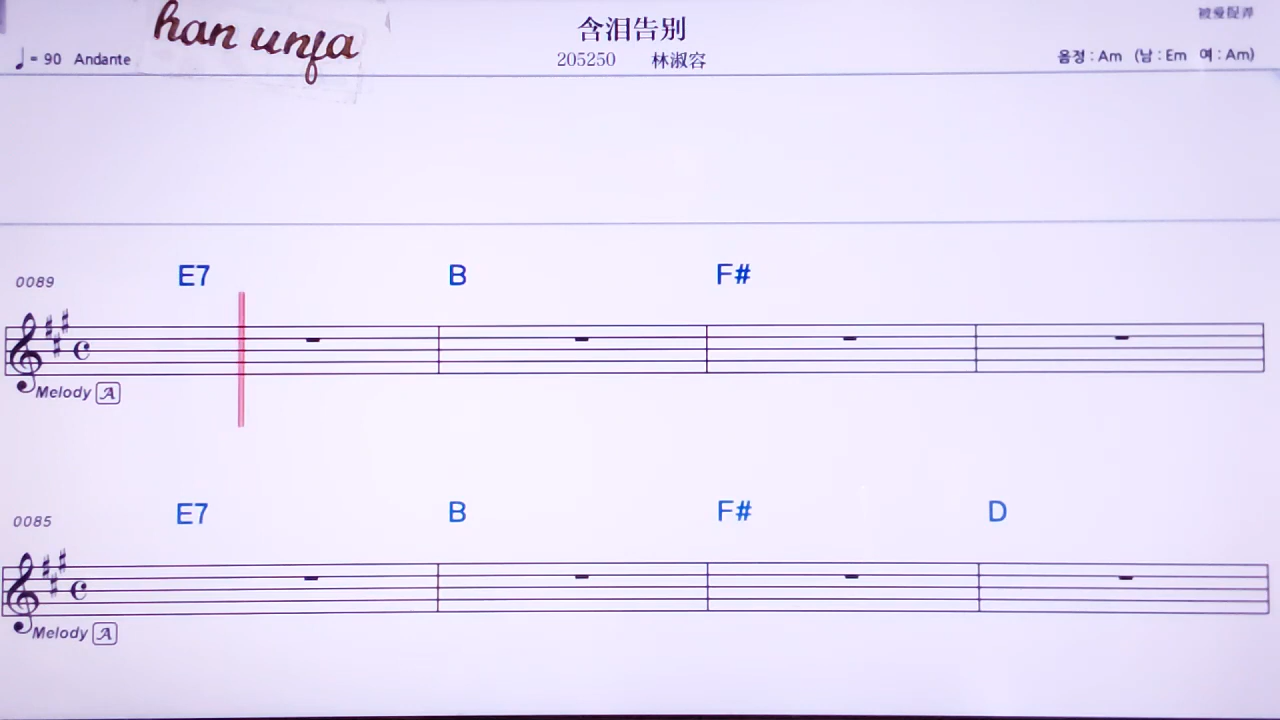 han unfa
含泪告别
♩= 90 Andante
205250 林淑容
음정 : Am (남 : Em 여 : Am)
0089 E7 B F#
Melody A
0085 E7 B F# D
Melody A